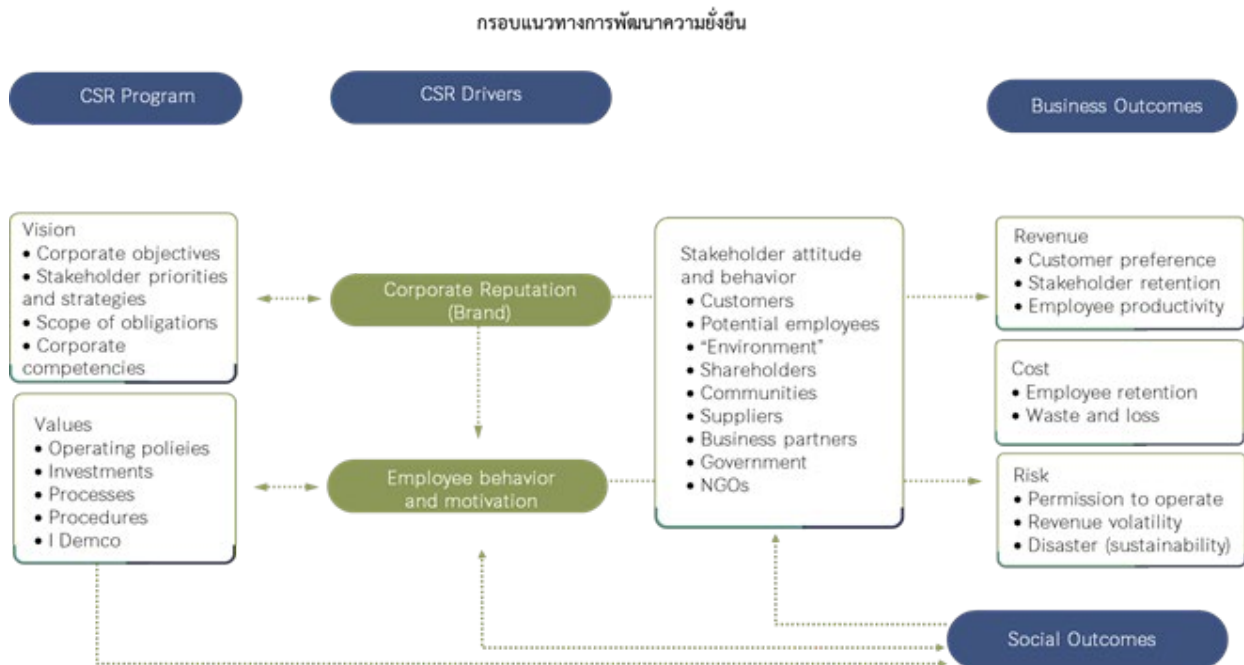 กรอบแนวทางการพัฒนาความยั่งยืน
CSR Program
CSR Drivers
Business Outcomes
Vision
• Corporate objectives
• Stakeholder priorities
and strategies
• Scope of obligations
• Corporate
competencies
Values
• Operating polieies
• Investments
• Processes
• Procedures
• I Demco
Corporate Reputation
(Brand)
Employee behavior
and motivation
Stakeholder attitude
and behavior
• Customers
• Potential employees
• “Environment”
• Shareholders
• Communities
• Suppliers
• Business partners
• Government
• NGOs
Revenue
• Customer preference
• Stakeholder retention
• Employee productivity
Cost
• Employee retention
• Waste and loss
Risk
• Permission to operate
• Revenue volatility
• Disaster (sustainability)
Social Outcomes